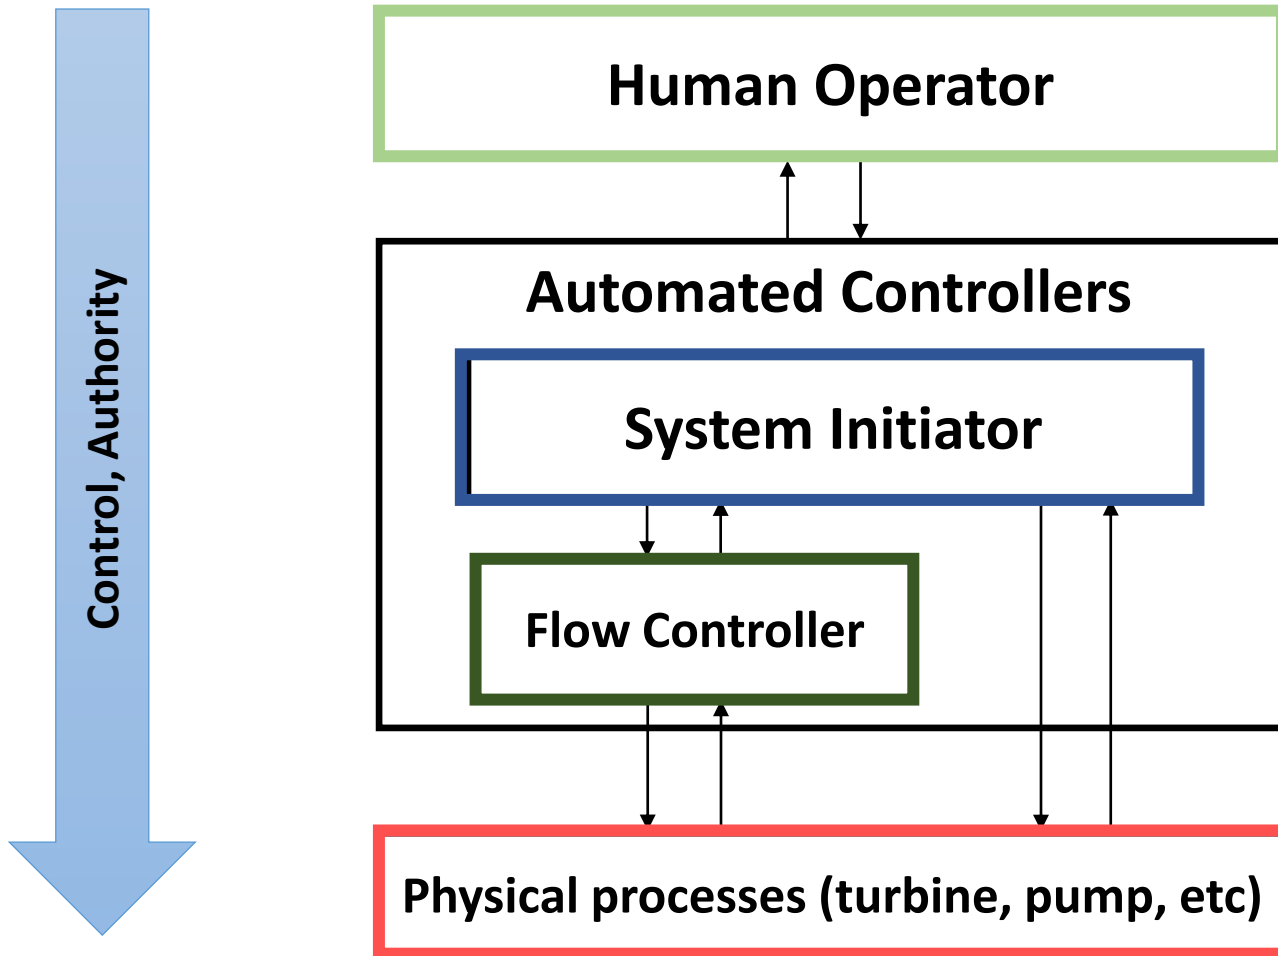 Control, Authority
Human Operator
Automated Controllers
System Initiator
Flow Controller
Physical processes (turbine, pump, etc)